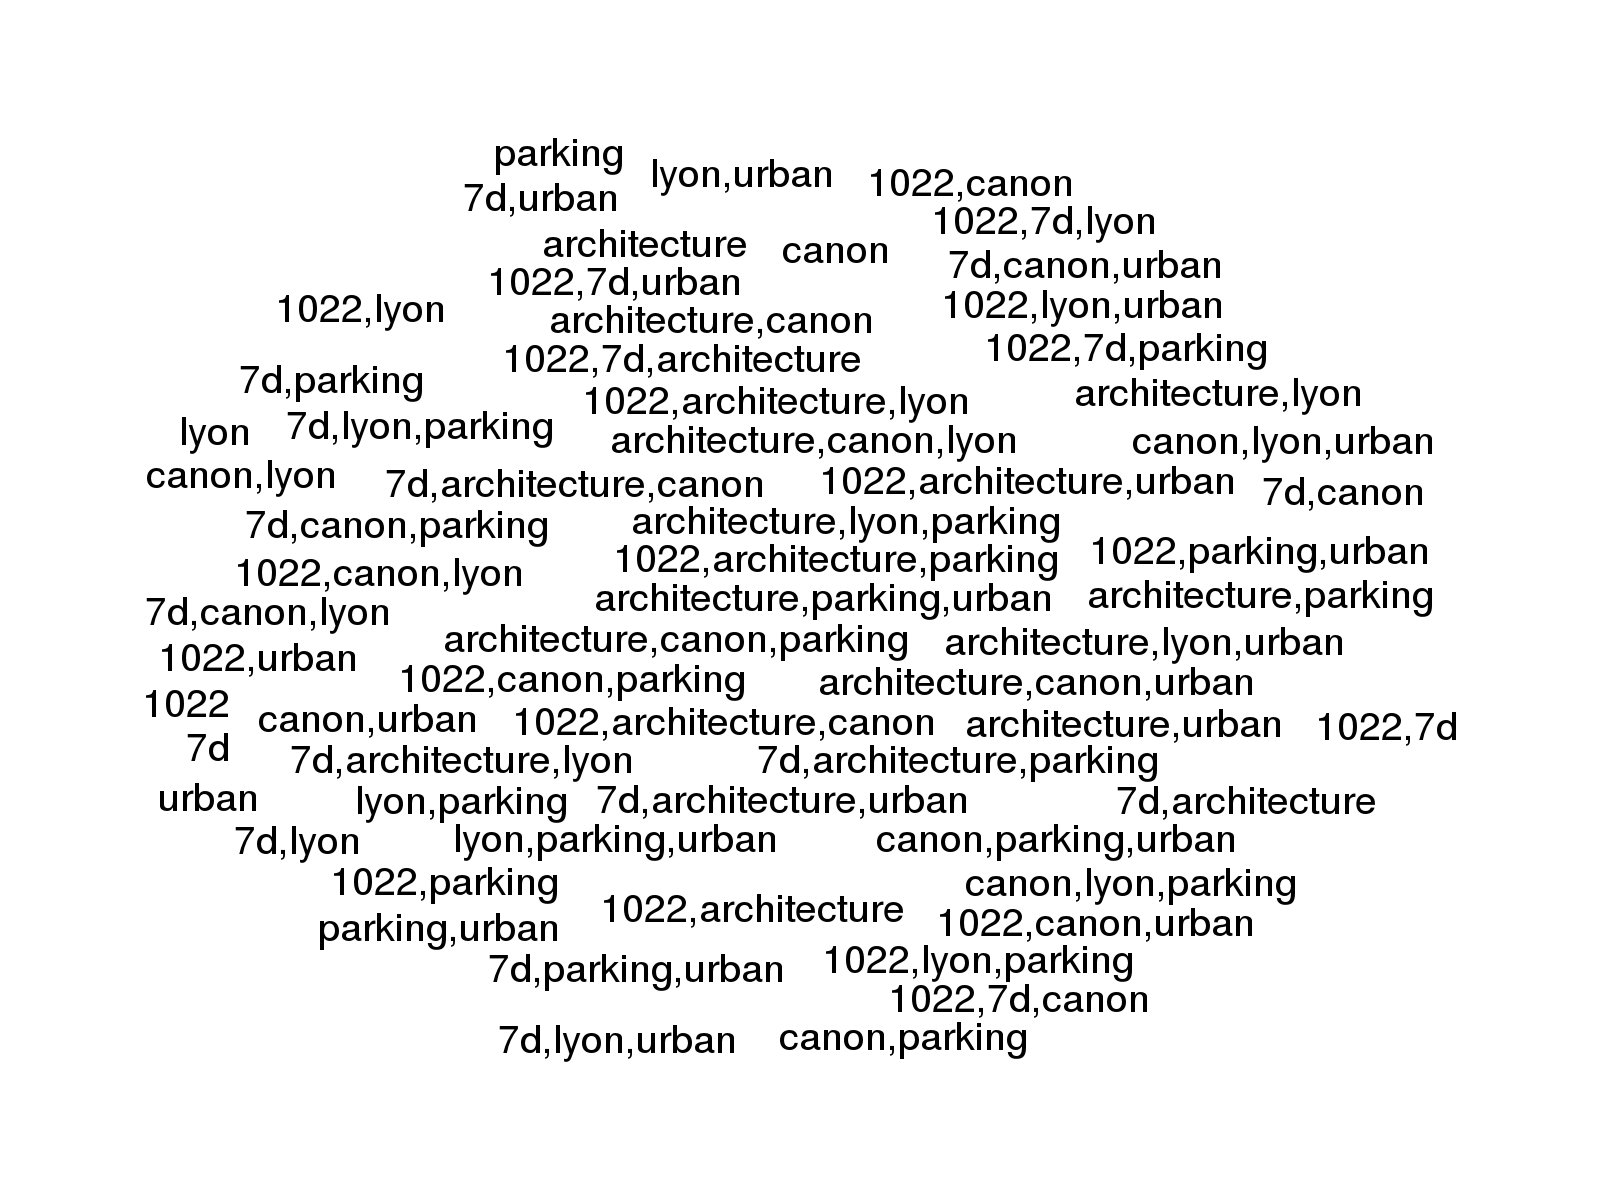 parking
lyon,urban
1022,canon
7d,urban
1022,7d,lyon
architecture
canon
7d,canon,urban
1022,7d,urban
1022,lyon
1022,lyon,urban
architecture,canon
1022,7d,architecture
1022,7d,parking
7d,parking
1022,architecture,lyon
architecture,lyon
lyon
7d,lyon,parking
architecture,canon,lyon
canon,lyon,urban
canon,lyon
7d,architecture,canon
1022,architecture,urban
7d,canon
7d,canon,parking
architecture,lyon,parking
1022,architecture,parking
1022,parking,urban
1022,canon,lyon
architecture,parking,urban
architecture,parking
7d,canon,lyon
architecture,canon,parking
architecture,lyon,urban
1022,urban
1022,canon,parking
architecture,canon,urban
1022
canon,urban
1022,architecture,canon
architecture,urban
1022,7d
7d
7d,architecture,lyon
7d,architecture,parking
urban
lyon,parking
7d,architecture,urban
7d,architecture
7d,lyon
lyon,parking,urban
canon,parking,urban
1022,parking
canon,lyon,parking
1022,architecture
1022,canon,urban
parking,urban
7d,parking,urban
1022,lyon,parking
1022,7d,canon
7d,lyon,urban
canon,parking